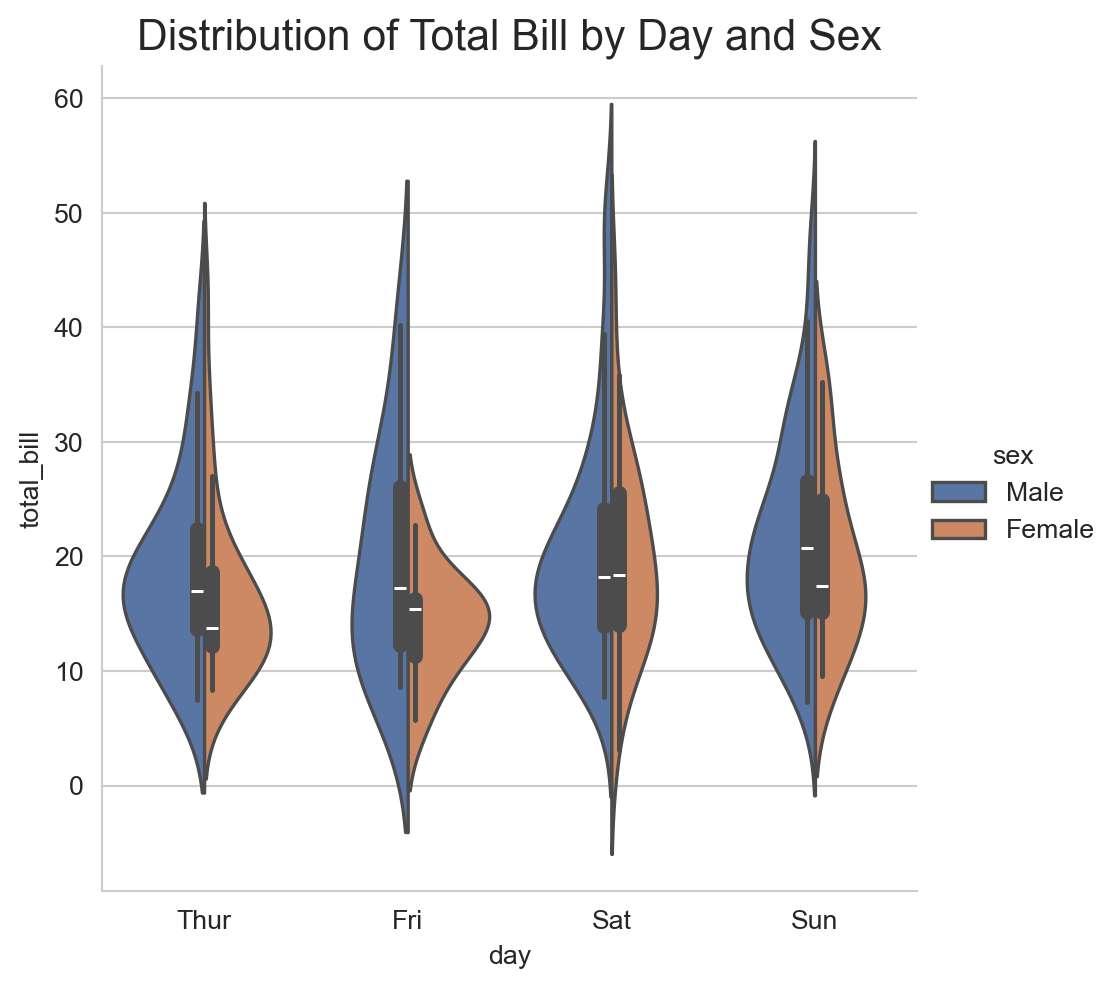 Distribution of Total Bill by Day and Sex
60
50
40
30
20
10
0
total_bill
Thur Fri Sat Sun
day
sex
Male
Female